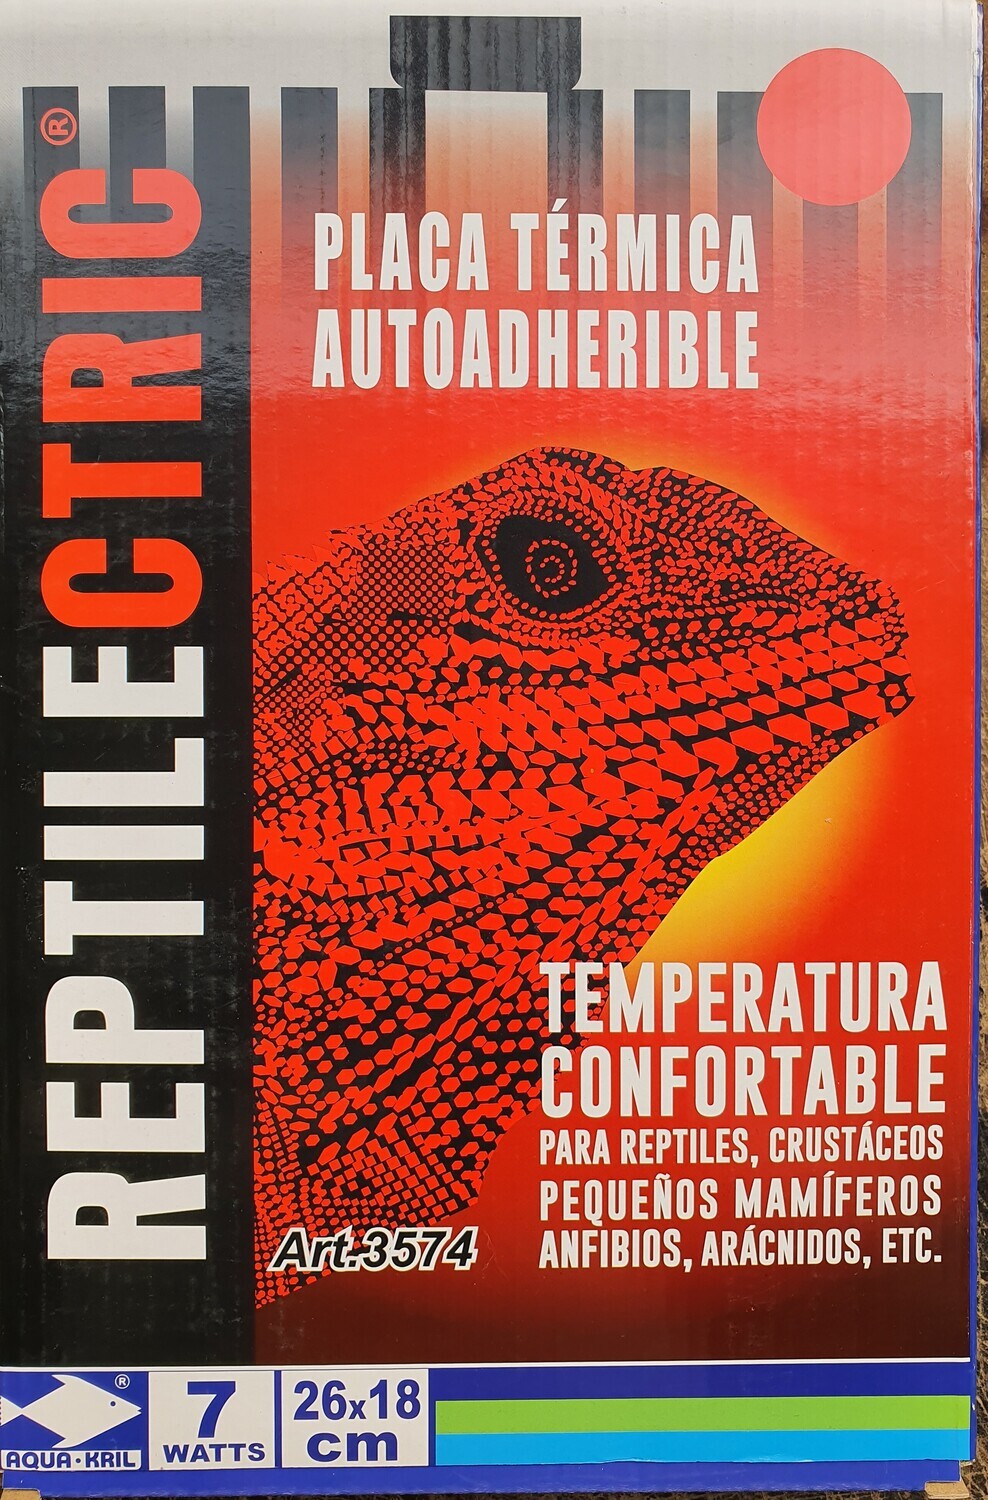 REPTILECTRIC®
PLACA TÉRMICA
AUTOADHERIBLE
TEMPERATURA
CONFORTABLE
PARA REPTILES, CRUSTÁCEOS
PEQUEÑOS MAMÍFEROS
ANFIBIOS, ARÁCNIDOS, ETC.
Art.3574
®
AQUA·KRIL
7
WATTS
26x18
cm